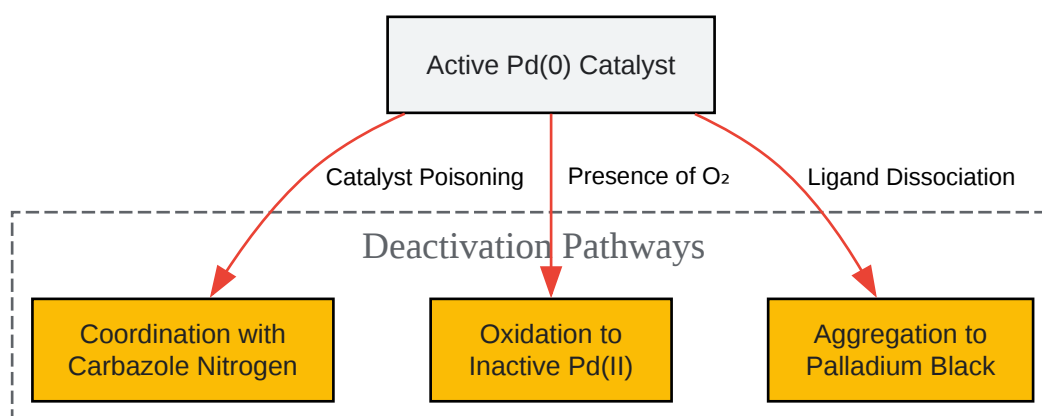 Active Pd(0) Catalyst
Catalyst Poisoning
Presence of O₂
Ligand Dissociation
Deactivation Pathways
Coordination with
Carbazole Nitrogen
Oxidation to
Inactive Pd(II)
Aggregation to
Palladium Black